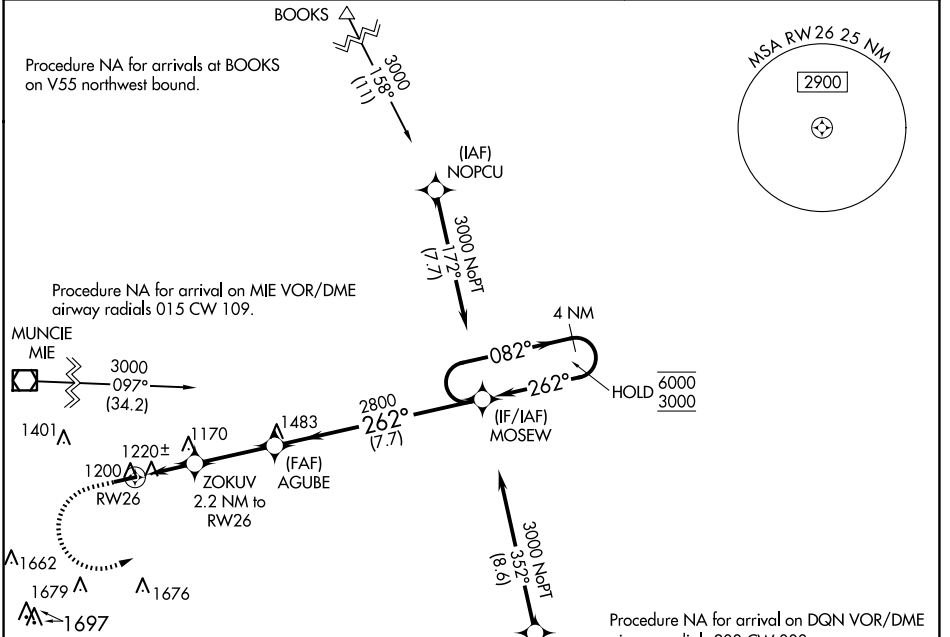 BOOKS
Procedure NA for arrivals at BOOKS
on V55 northwest bound.
3000
158°
(11)
MSA RW26 25 NM
2900
(IAF)
NOPCU
3000 NoPT
172°
(7.7)
Procedure NA for arrival on MIE VOR/DME
airway radials 015 CW 109.
MUNCIE
MIE
3000
097°
(34.2)
4 NM
082°
262°
HOLD 6000
3000
(IF/IAF)
MOSEW
2800
262°
(7.7)
1401
1483
1170
1220±
1200
RW26
ZOKUV
2.2 NM to
RW26
(FAF)
AGUBE
3000 NoPT
352°
(8.6)
1662
1679
1676
1697
Procedure NA for arrival on DQN VOR/DME